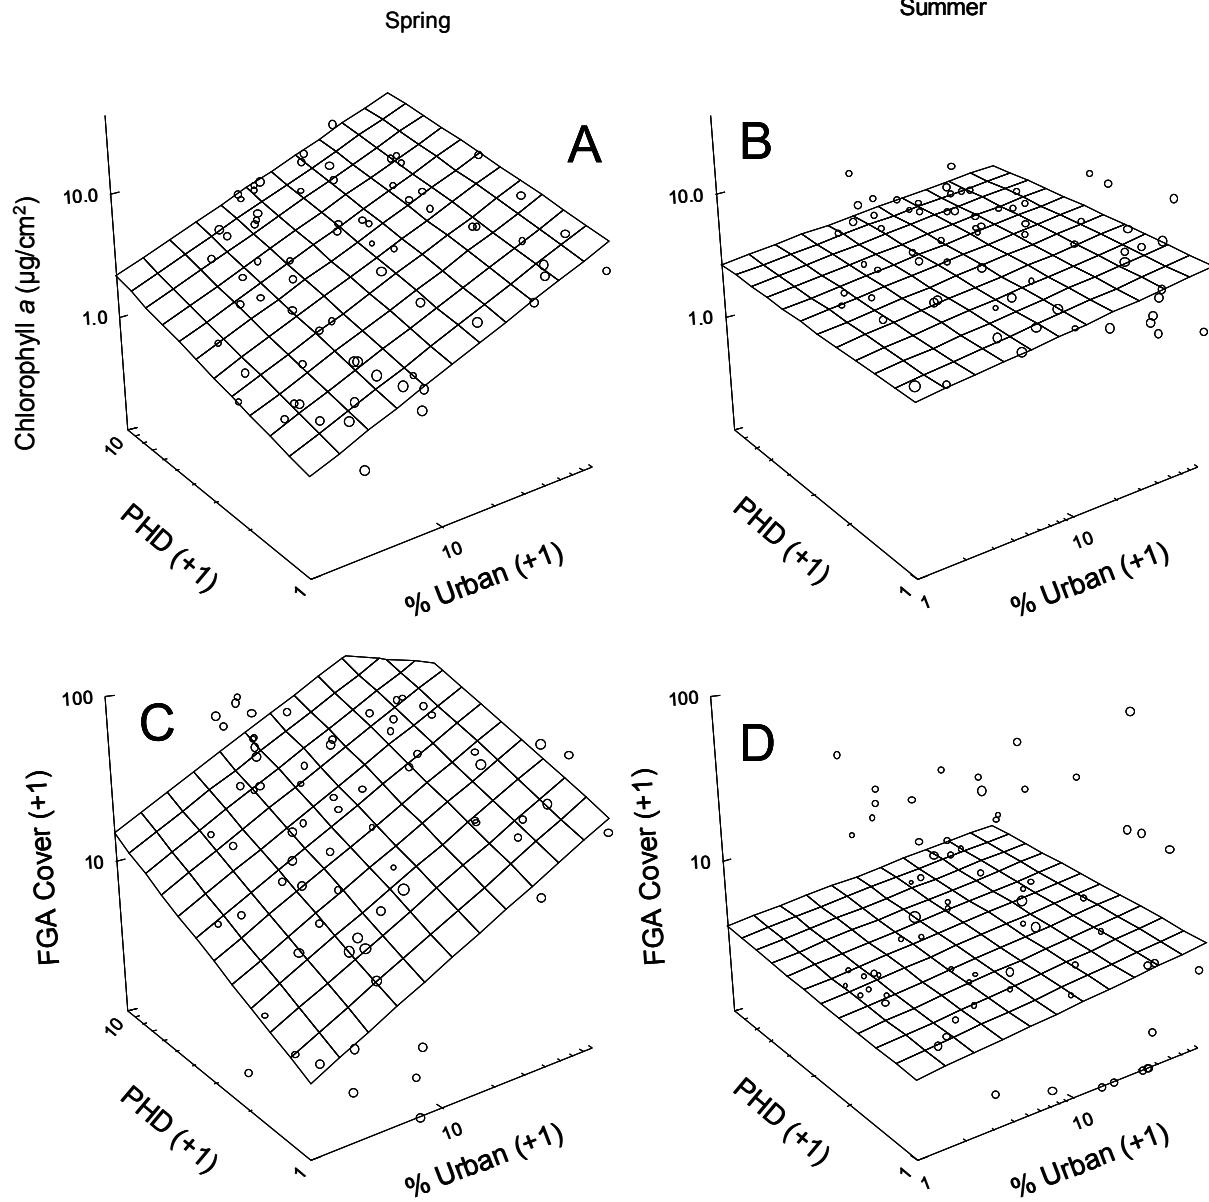 Spring
Summer
A
B
10.0
10.0
Chlorophyll a (µg/cm²)
1.0
1.0
10
PHD (+1)
PHD (+1)
10
10
% Urban (+1)
% Urban (+1)
1
1
1
100
100
C
D
FGA Cover (+1)
FGA Cover (+1)
10
10
10
PHD (+1)
PHD (+1)
10
10
% Urban (+1)
% Urban (+1)
1
1
1